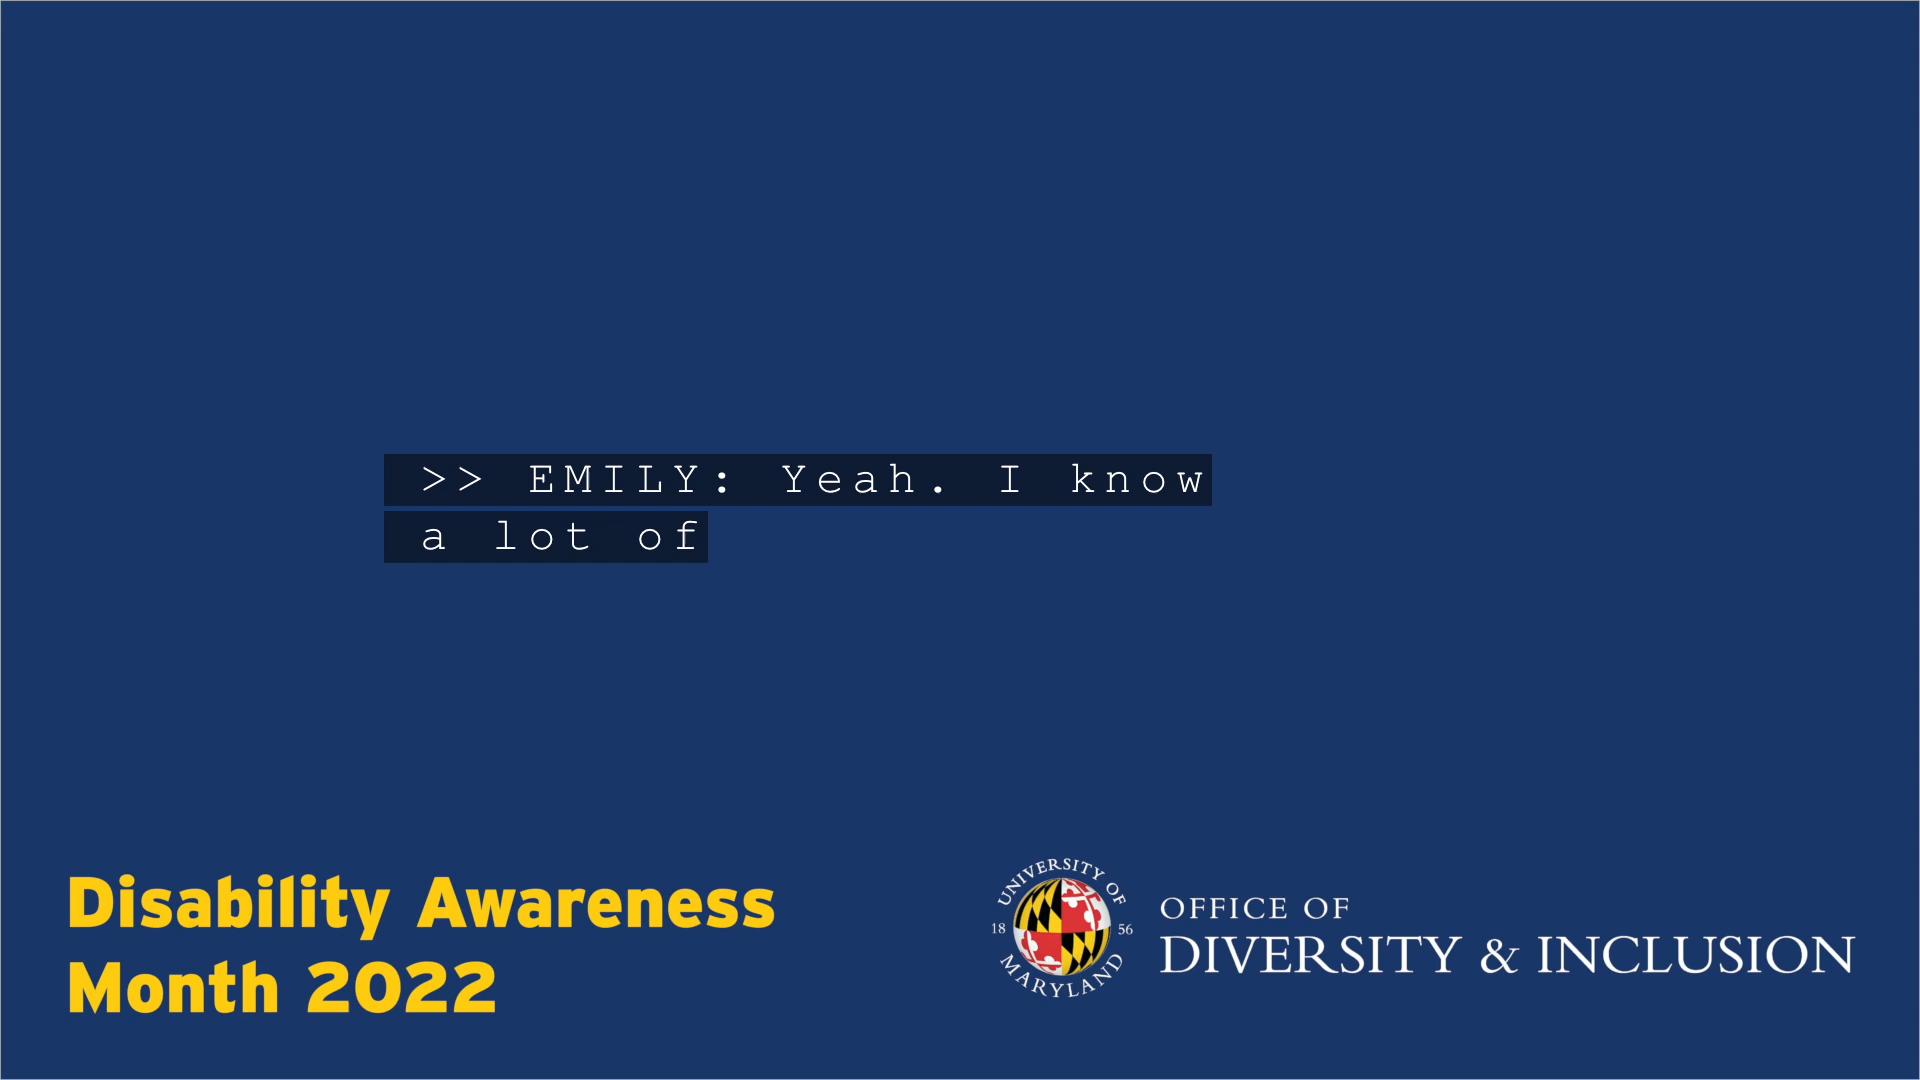 >> EMILY: Yeah. I know
a lot of
Disability Awareness
Month 2022
UNIVERSITY OF
18 56
MARYLAND
OFFICE OF
DIVERSITY & INCLUSION